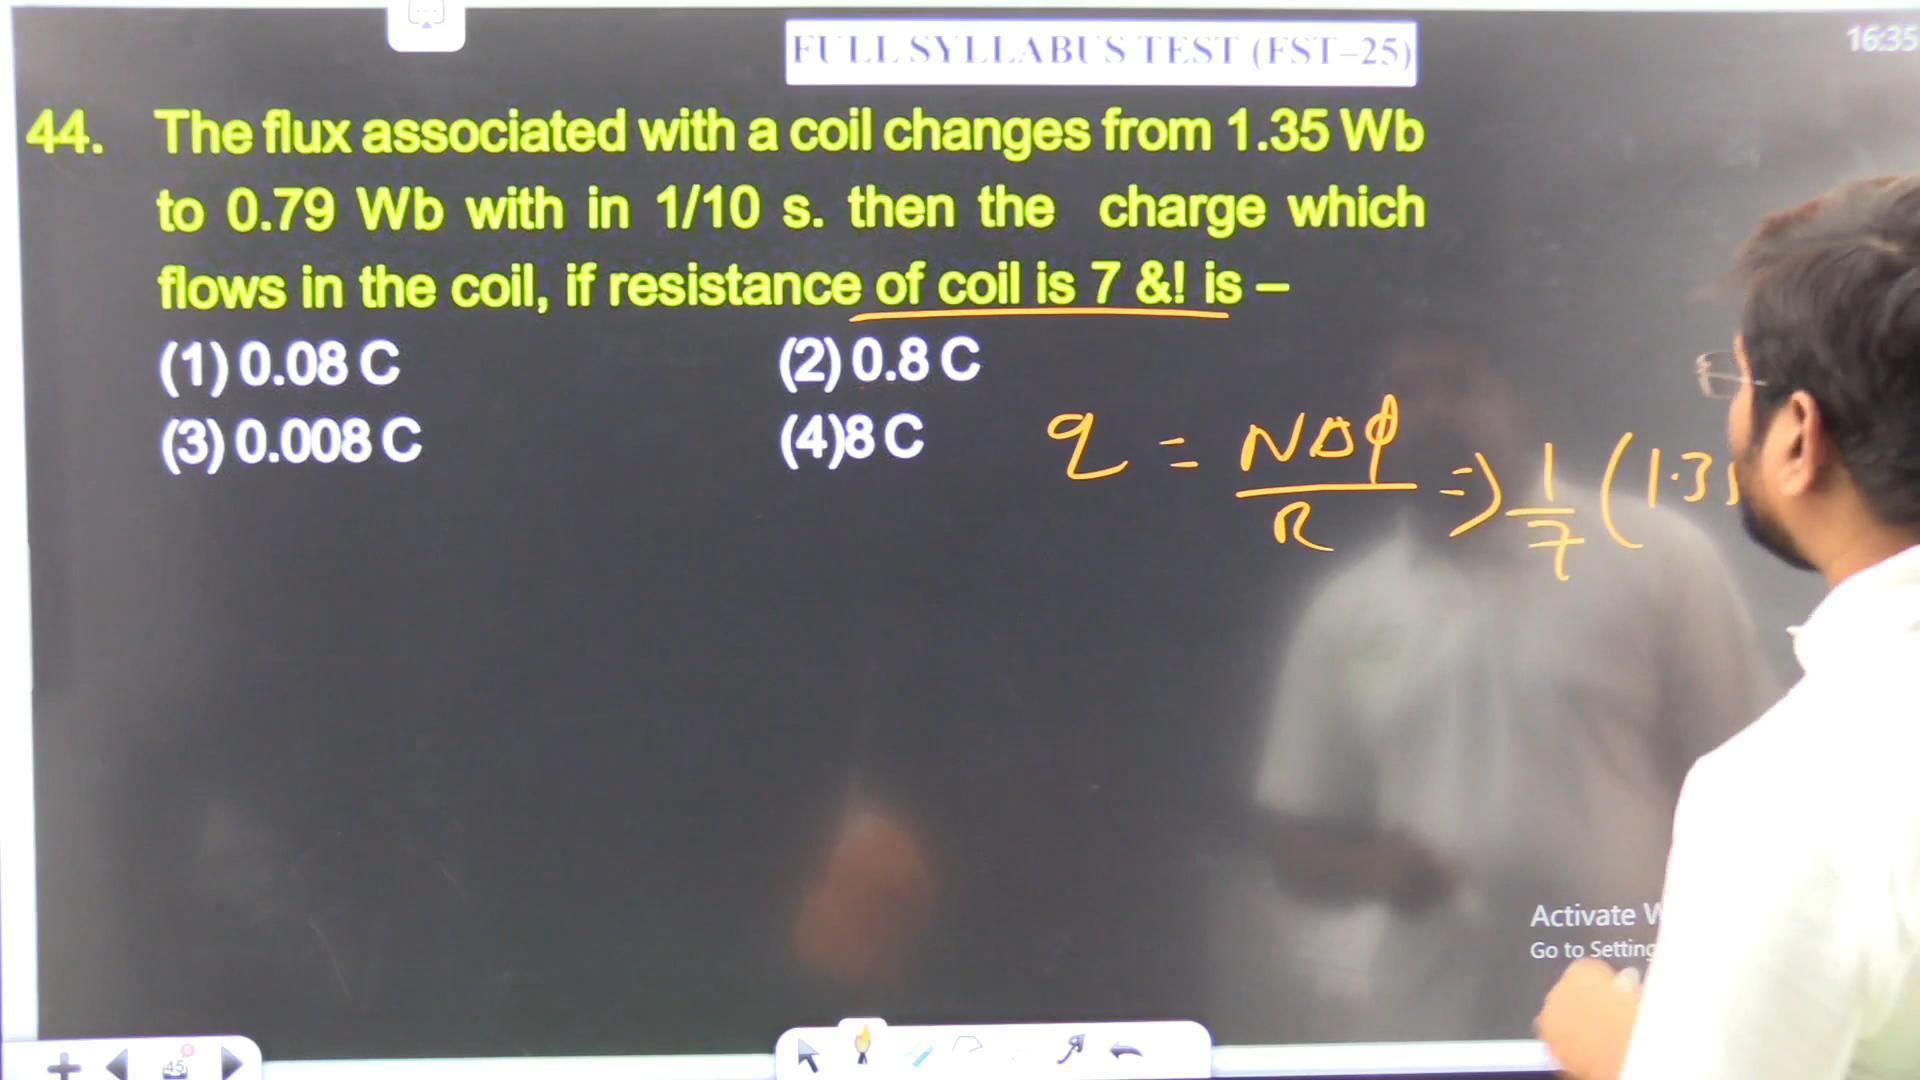 FULL SYLLABUS TEST (FST–25)
16:35
44. The flux associated with a coil changes from 1.35 Wb
to 0.79 Wb with in 1/10 s. then the charge which
flows in the coil, if resistance of coil is 7 &! is –
(1) 0.08 C (2) 0.8 C
(3) 0.008 C (4)8 C
q = NΔφ/R ⇒ 1/7 (1.3
Activate W
Go to Setting
45